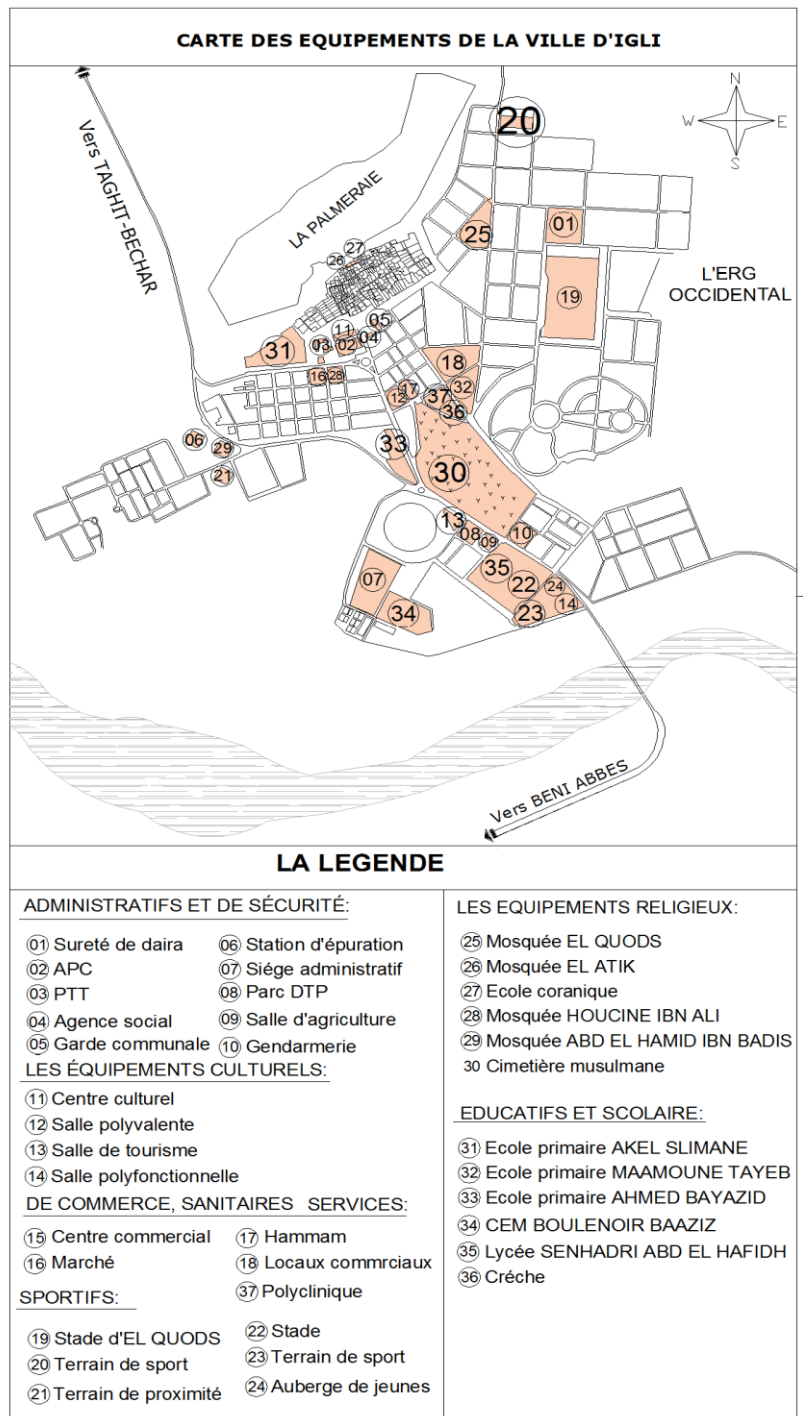 CARTE DES EQUIPEMENTS DE LA VILLE D'IGLI
N
W E
S
Vers TAGHIT-BECHAR
LA PALMERAIE
L'ERG
OCCIDENTAL
20
25
01
27
26
19
05
11
04
03
02
31
18
16
28
17
12
37
32
36
33
06
29
21
30
13
08
09
10
35
22
24
14
23
07
34
Vers BENI ABBES
LA LEGENDE
ADMINISTRATIFS ET DE SÉCURITÉ:
01 Sureté de daira
02 APC
03 PTT
04 Agence social
05 Garde communale
06 Station d'épuration
07 Siége administratif
08 Parc DTP
09 Salle d'agriculture
10 Gendarmerie
LES ÉQUIPEMENTS CULTURELS:
11 Centre culturel
12 Salle polyvalente
13 Salle de tourisme
14 Salle polyfonctionnelle
DE COMMERCE, SANITAIRES SERVICES:
15 Centre commercial
16 Marché
17 Hammam
18 Locaux commrciaux
37 Polyclinique
SPORTIFS:
19 Stade d'EL QUODS
20 Terrain de sport
21 Terrain de proximité
22 Stade
23 Terrain de sport
24 Auberge de jeunes
LES EQUIPEMENTS RELIGIEUX:
25 Mosquée EL QUODS
26 Mosquée EL ATIK
27 Ecole coranique
28 Mosquée HOUCINE IBN ALI
29 Mosquée ABD EL HAMID IBN BADIS
30 Cimetière musulmane
EDUCATIFS ET SCOLAIRE:
31 Ecole primaire AKEL SLIMANE
32 Ecole primaire MAAMOUNE TAYEB
33 Ecole primaire AHMED BAYAZID
34 CEM BOULENOIR BAAZIZ
35 Lycée SENHADRI ABD EL HAFIDH
36 Créche